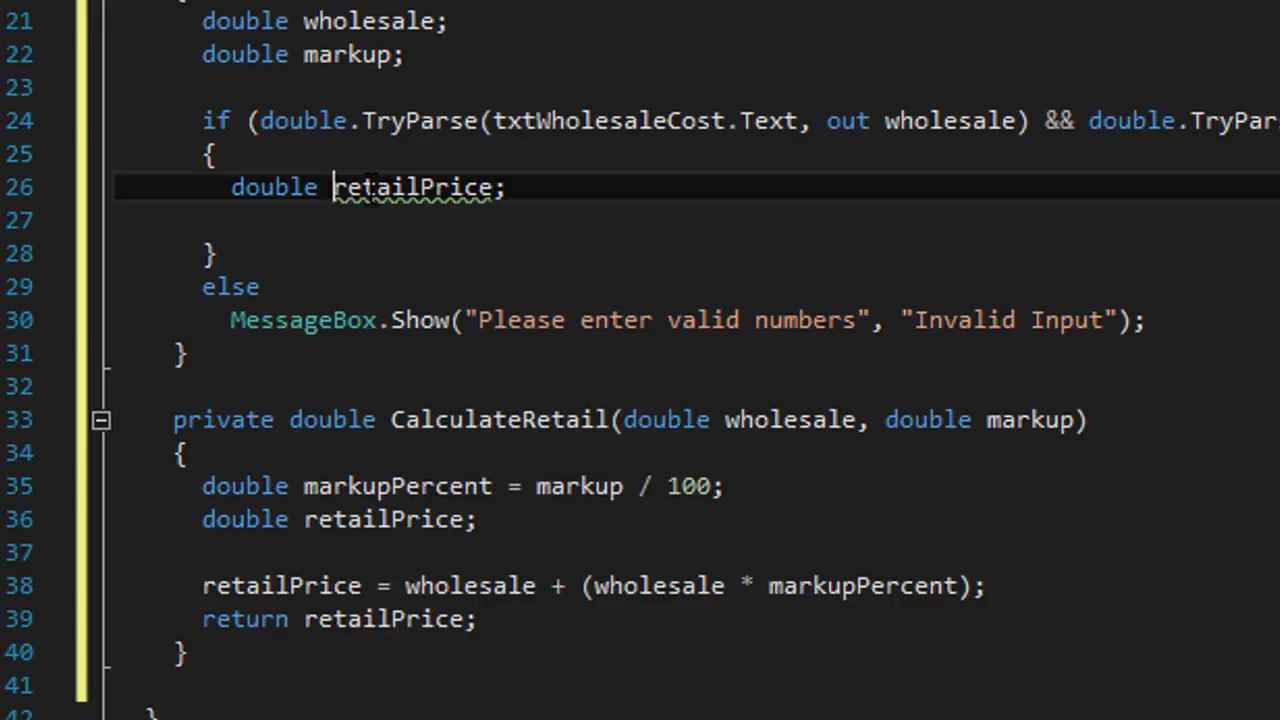 21 double wholesale;
22 double markup;
23
24 if (double.TryParse(txtWholesaleCost.Text, out wholesale) && double.TryPar
25 {
26 double retailPrice;
27
28 }
29 else
30 MessageBox.Show("Please enter valid numbers", "Invalid Input");
31 }
32
33 private double CalculateRetail(double wholesale, double markup)
34 {
35 double markupPercent = markup / 100;
36 double retailPrice;
37
38 retailPrice = wholesale + (wholesale * markupPercent);
39 return retailPrice;
40 }
41
42 }